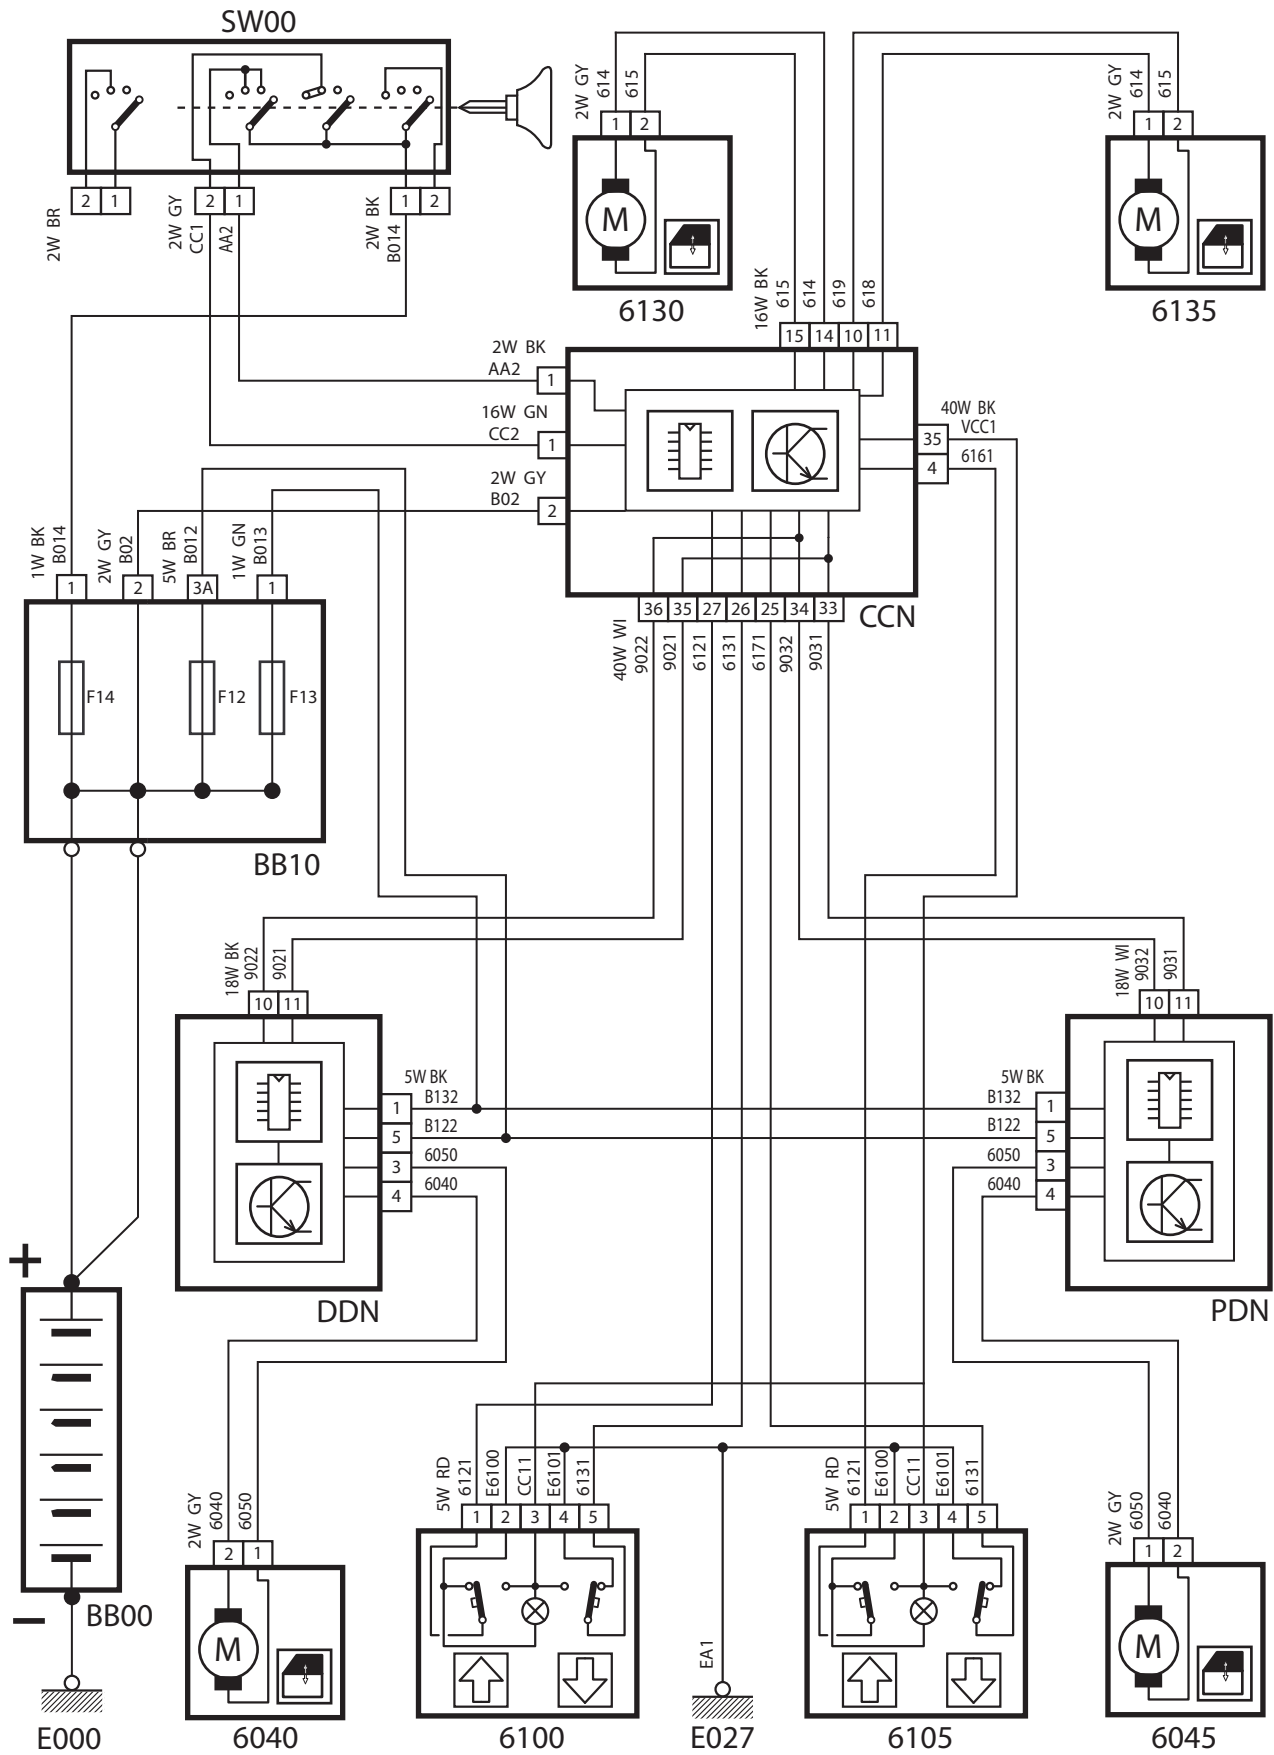 SW00
2 1
2W BR
2 1
2W GY
CC1
AA2
1 2
2W BK
B014
2W GY
614
615
1 2
M
6130
2W GY
614
615
1 2
M
6135
16W BK
615
614
619
618
15 14 10 11
2W BK
AA2
1
16W GN
CC2
1
2W GY
B02
2
40W BK
VCC1
35
6161
4
36 35 27 26 25 34 33
CCN
40W WI
9022
9021
6121
6131
6171
9032
9031
1W BK
B014
2W GY
B02
5W BR
B012
1W GN
B013
1 2 3A 1
F14 F12 F13
BB10
18W BK
9022
9021
10 11
5W BK
B132
1
B122
5
6050
3
6040
4
DDN
18W WI
9032
9031
10 11
5W BK
B132
1
B122
5
6050
3
6040
4
PDN
+
–
BB00
E000
2W GY
6040
6050
2 1
M
6040
5W RD
6121
E6100
CC11
E6101
6131
1 2 3 4 5
6100
EA1
E027
5W RD
6121
E6100
CC11
E6101
6131
1 2 3 4 5
6105
2W GY
6050
6040
1 2
M
6045